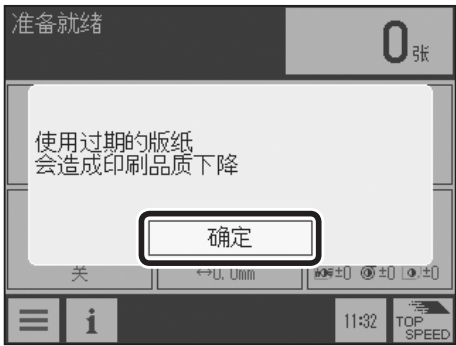 准备就绪
0张
使用过期的版纸
会造成印刷品质下降
确定
关
↔0.0mm
±0 ±0 ±0
i
11:32
TOP
SPEED